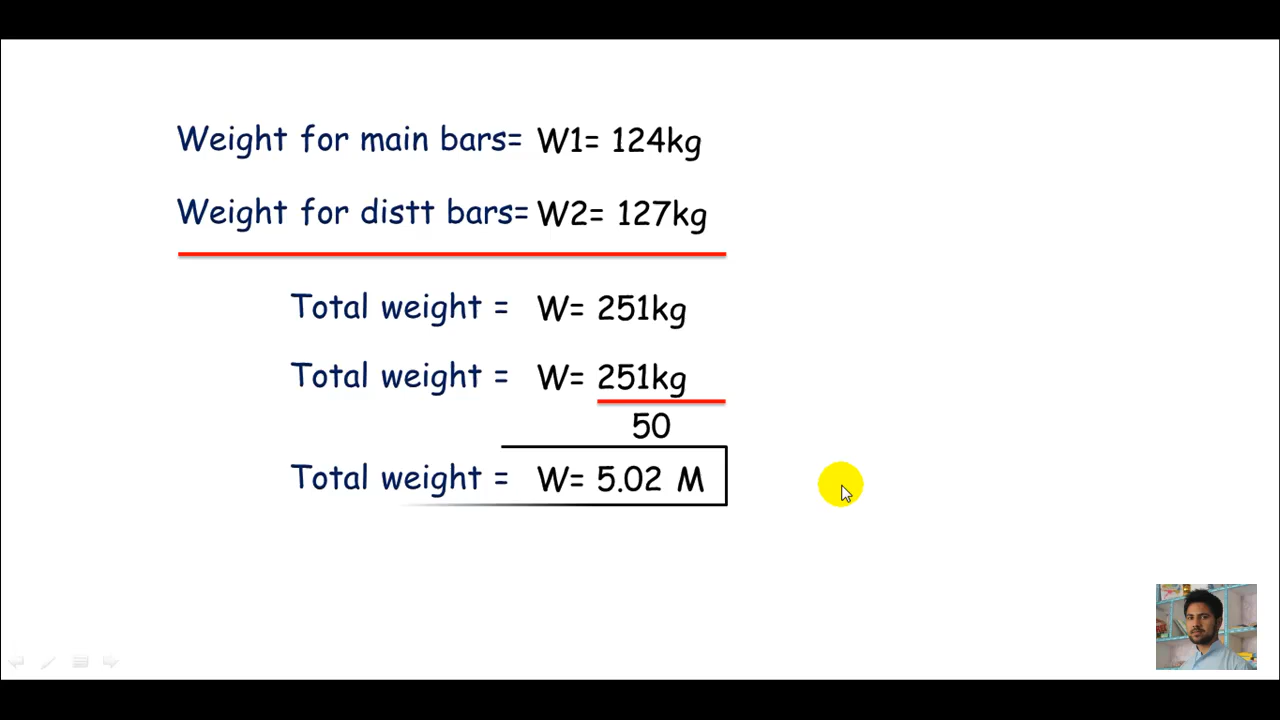 Weight for main bars= W1= 124kg
Weight for distt bars= W2= 127kg
Total weight = W= 251kg
Total weight = W= 251kg
50
Total weight = W= 5.02 M